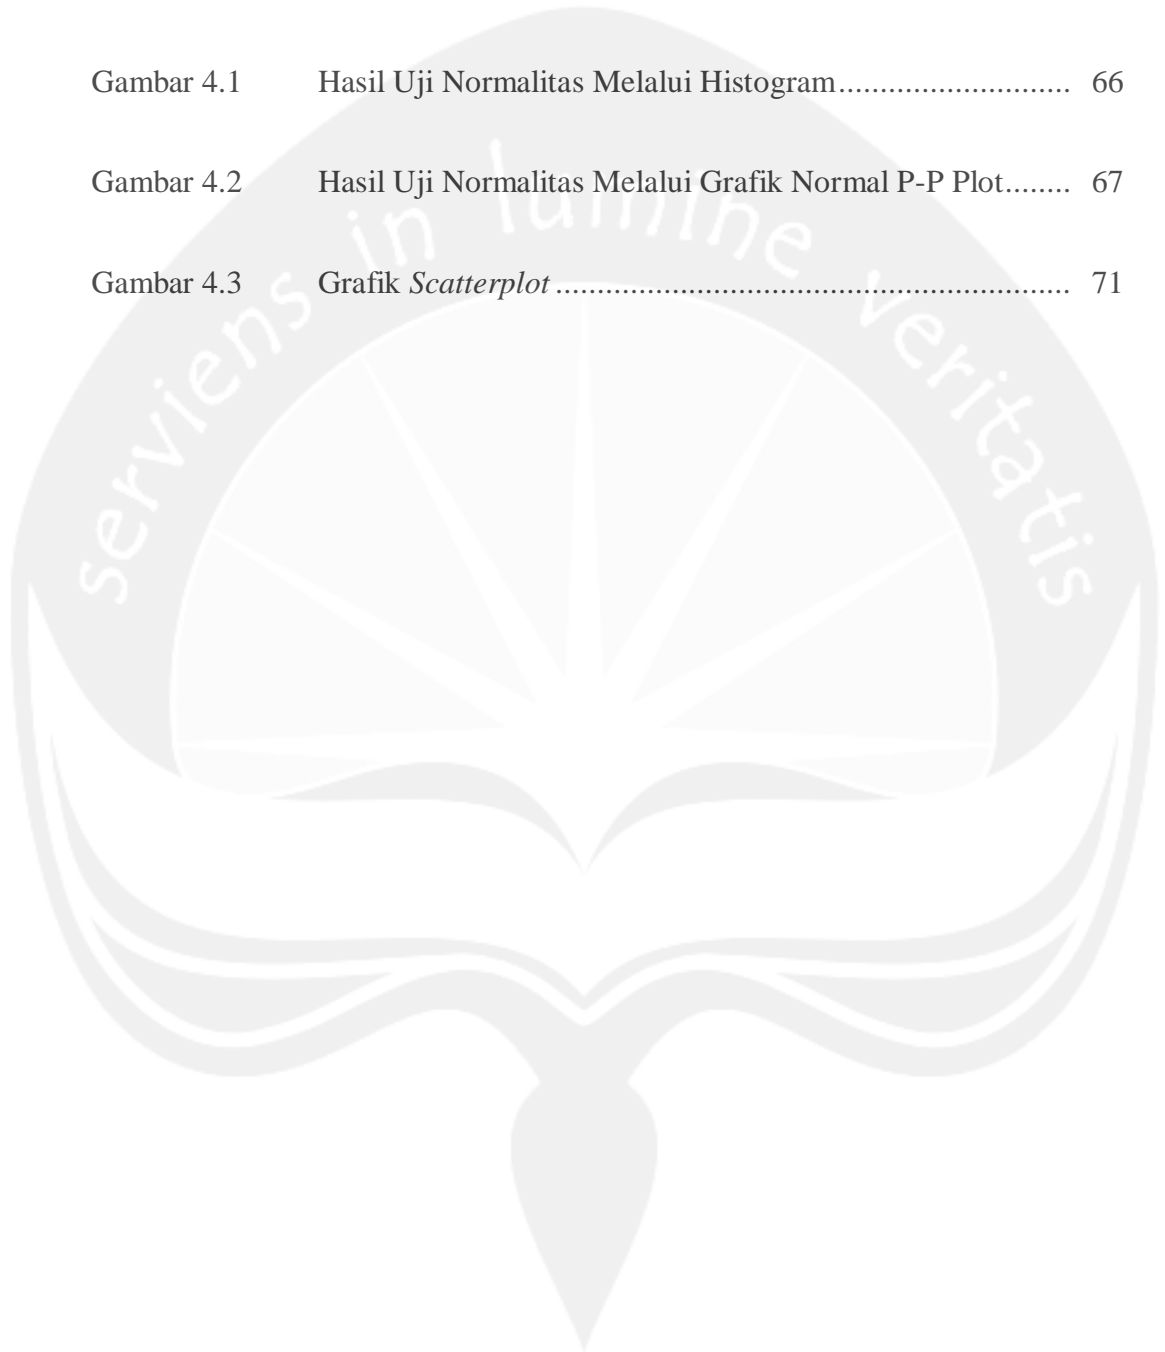 Gambar 4.1 Hasil Uji Normalitas Melalui Histogram............................ 66
Gambar 4.2 Hasil Uji Normalitas Melalui Grafik Normal P-P Plot........ 67
Gambar 4.3 Grafik Scatterplot .............................................................. 71
serviens in lumine veritatis